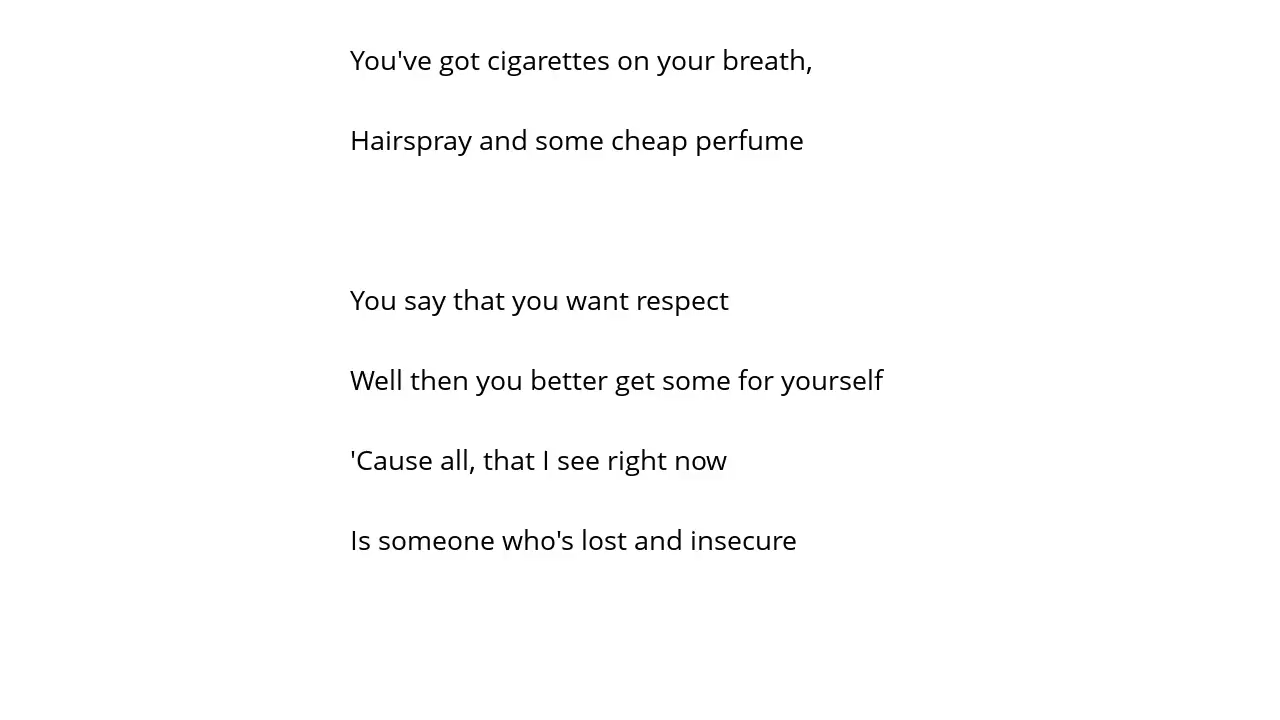 You've got cigarettes on your breath,
Hairspray and some cheap perfume
You say that you want respect
Well then you better get some for yourself
'Cause all, that I see right now
Is someone who's lost and insecure